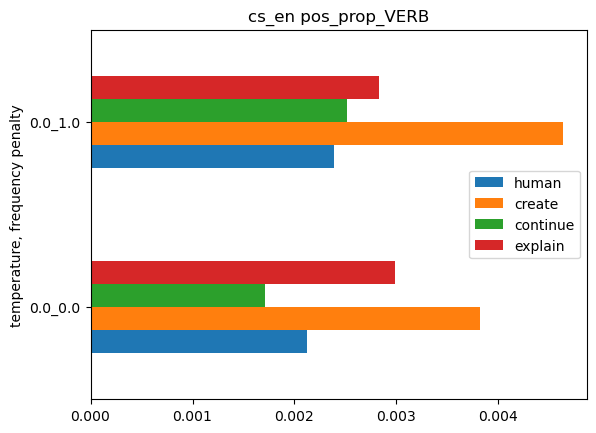 cs_en pos_prop_VERB
temperature, frequency penalty
0.0_1.0
0.0_0.0
human
create
continue
explain
0.000 0.001 0.002 0.003 0.004